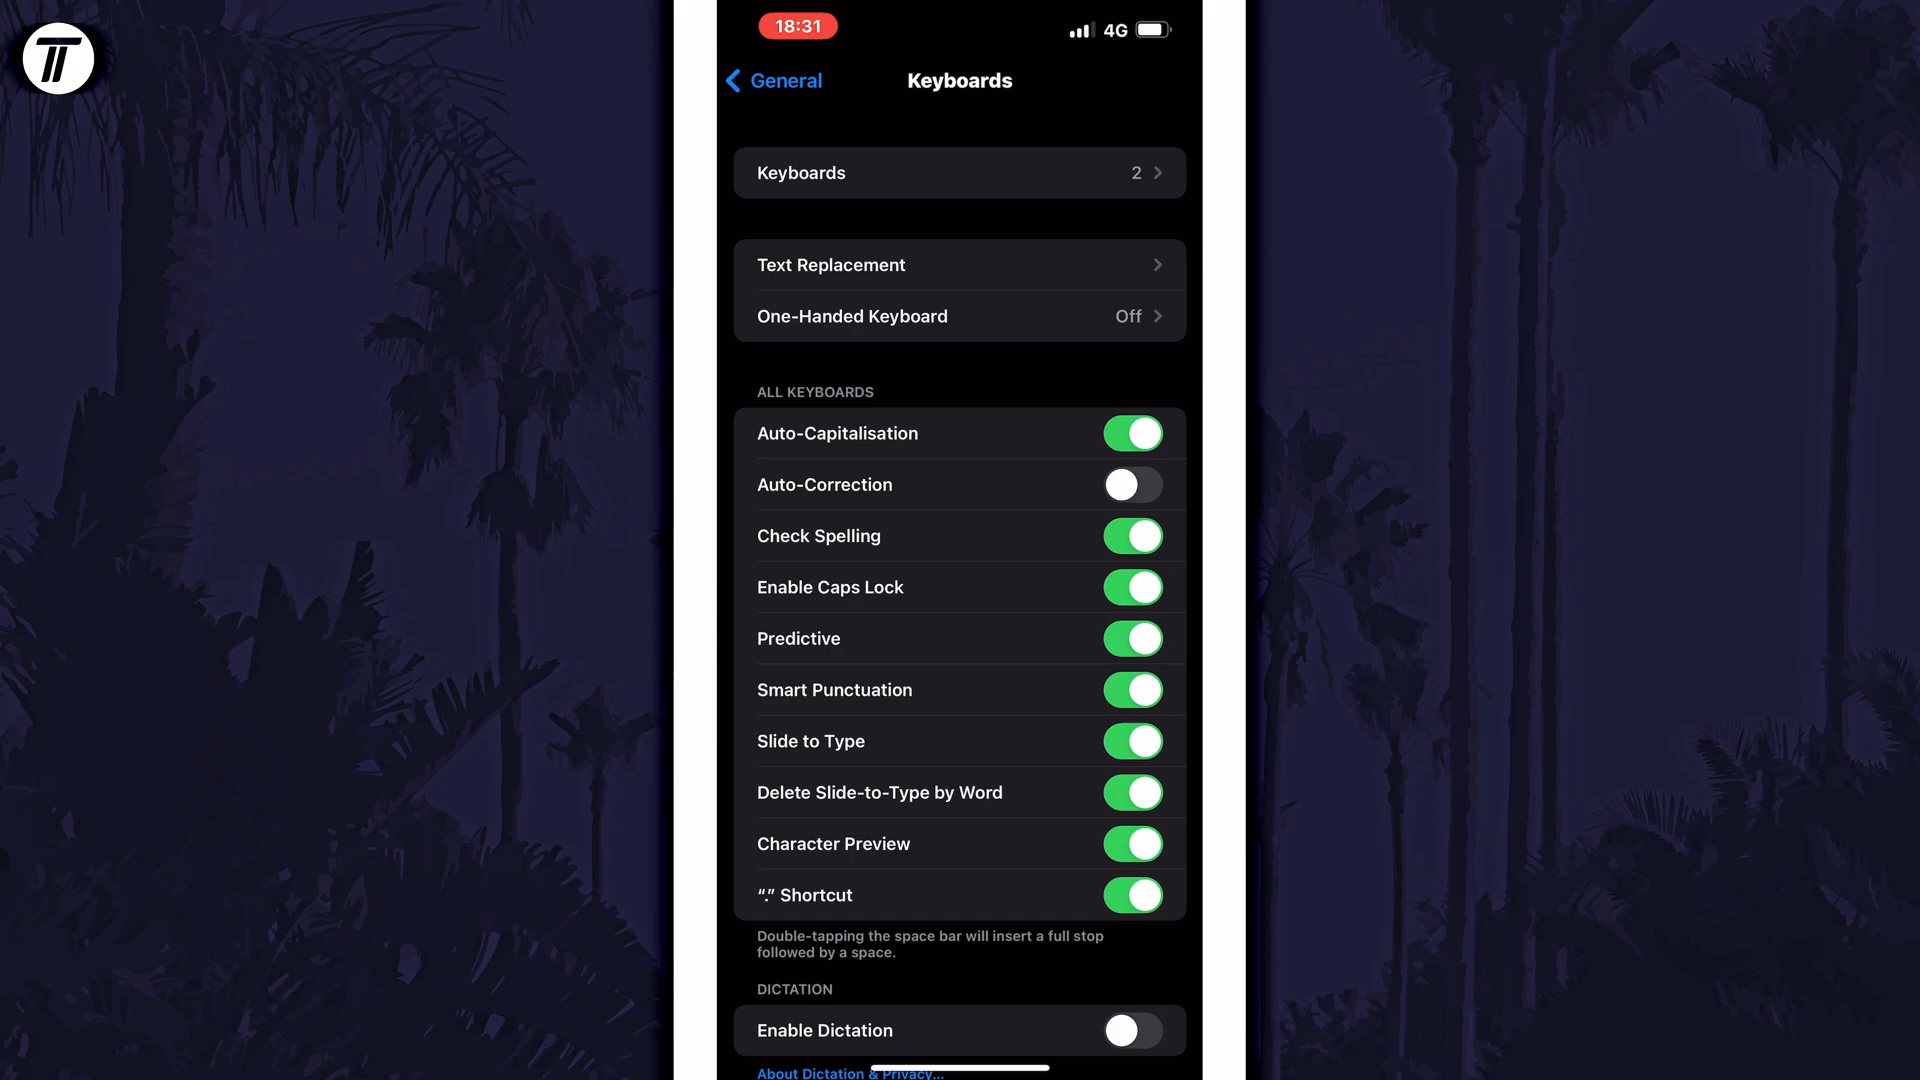 18:31
4G
General
Keyboards
Keyboards 2
Text Replacement
One-Handed Keyboard Off
ALL KEYBOARDS
Auto-Capitalisation
Auto-Correction
Check Spelling
Enable Caps Lock
Predictive
Smart Punctuation
Slide to Type
Delete Slide-to-Type by Word
Character Preview
“.” Shortcut
Double-tapping the space bar will insert a full stop
followed by a space.
DICTATION
Enable Dictation
About Dictation & Privacy...